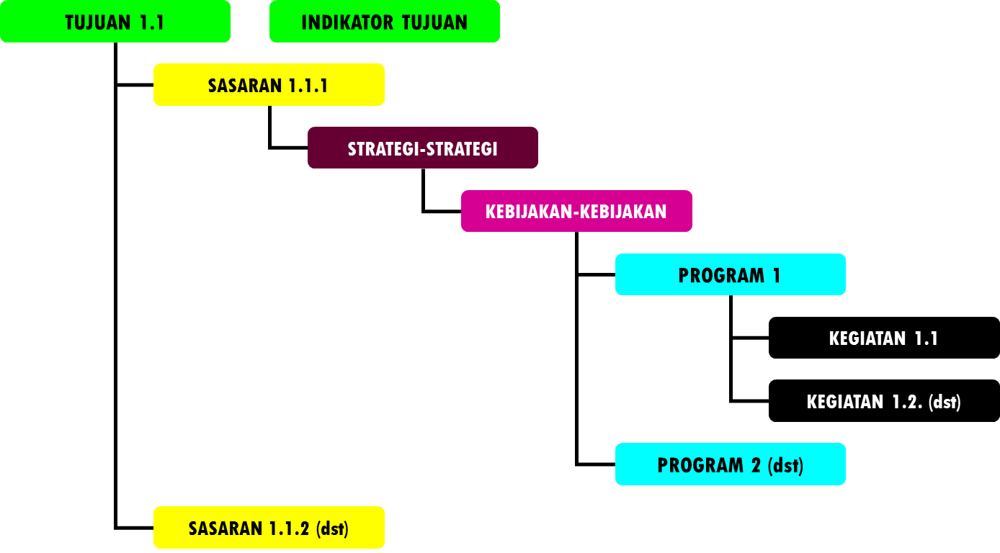 TUJUAN 1.1
INDIKATOR TUJUAN
SASARAN 1.1.1
STRATEGI-STRATEGI
KEBIJAKAN-KEBIJAKAN
PROGRAM 1
KEGIATAN 1.1
KEGIATAN 1.2. (dst)
PROGRAM 2 (dst)
SASARAN 1.1.2 (dst)